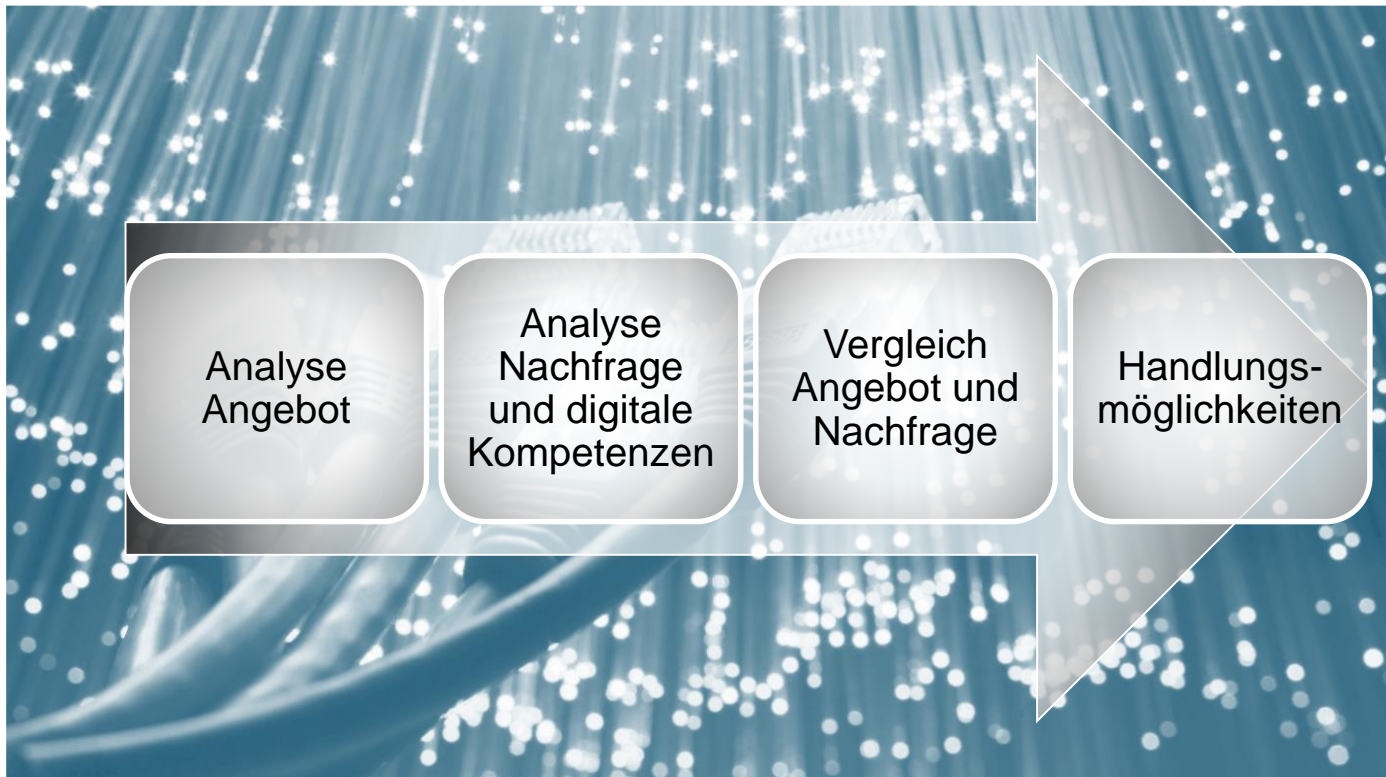 Analyse
Angebot
Analyse
Nachfrage
und digitale
Kompetenzen
Vergleich
Angebot und
Nachfrage
Handlungs-
möglichkeiten